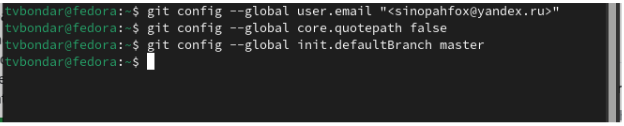 tvbondar@fedora:~$ git config --global user.email "<sinopahfox@yandex.ru>"
tvbondar@fedora:~$ git config --global core.quotepath false
tvbondar@fedora:~$ git config --global init.defaultBranch master
tvbondar@fedora:~$